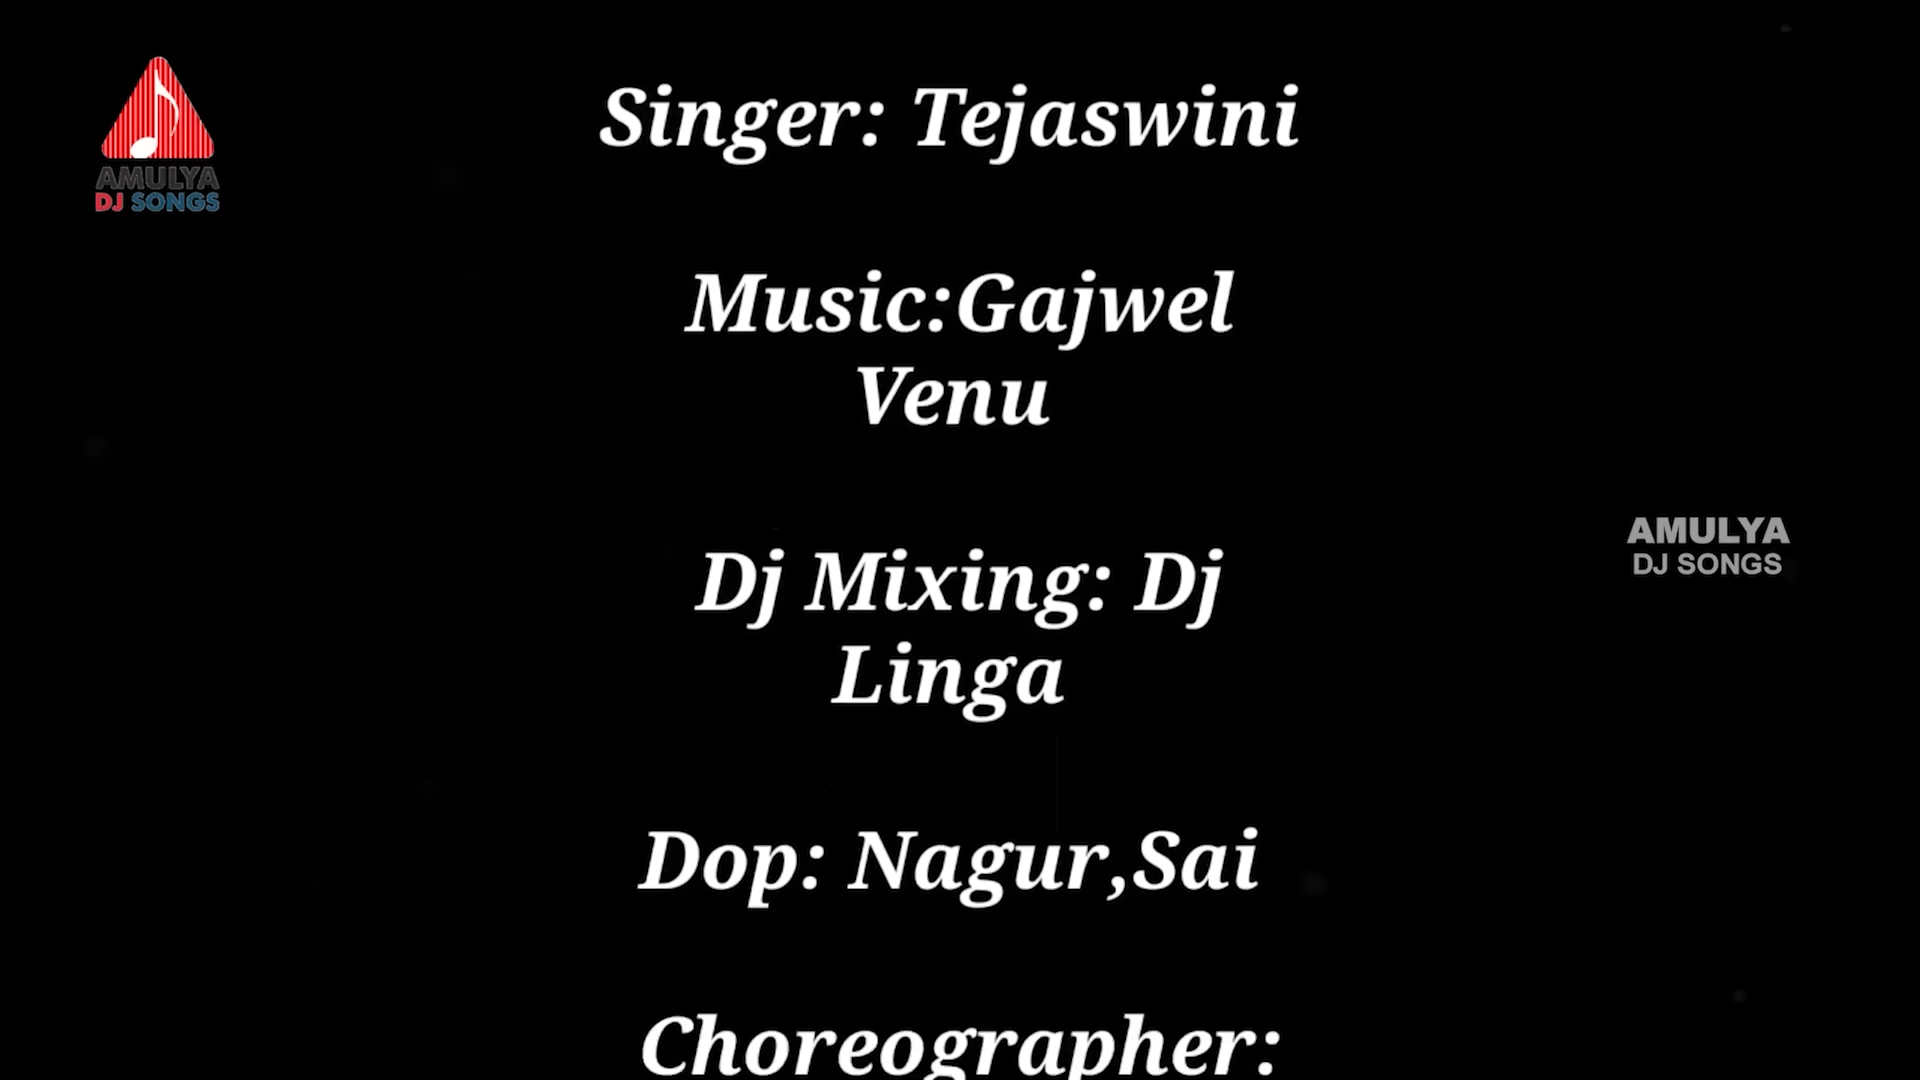 AMULYA
DJ SONGS
Singer: Tejaswini
Music:Gajwel
Venu
Dj Mixing: Dj
Linga
AMULYA
DJ SONGS
Dop: Nagur,Sai
Choreographer: